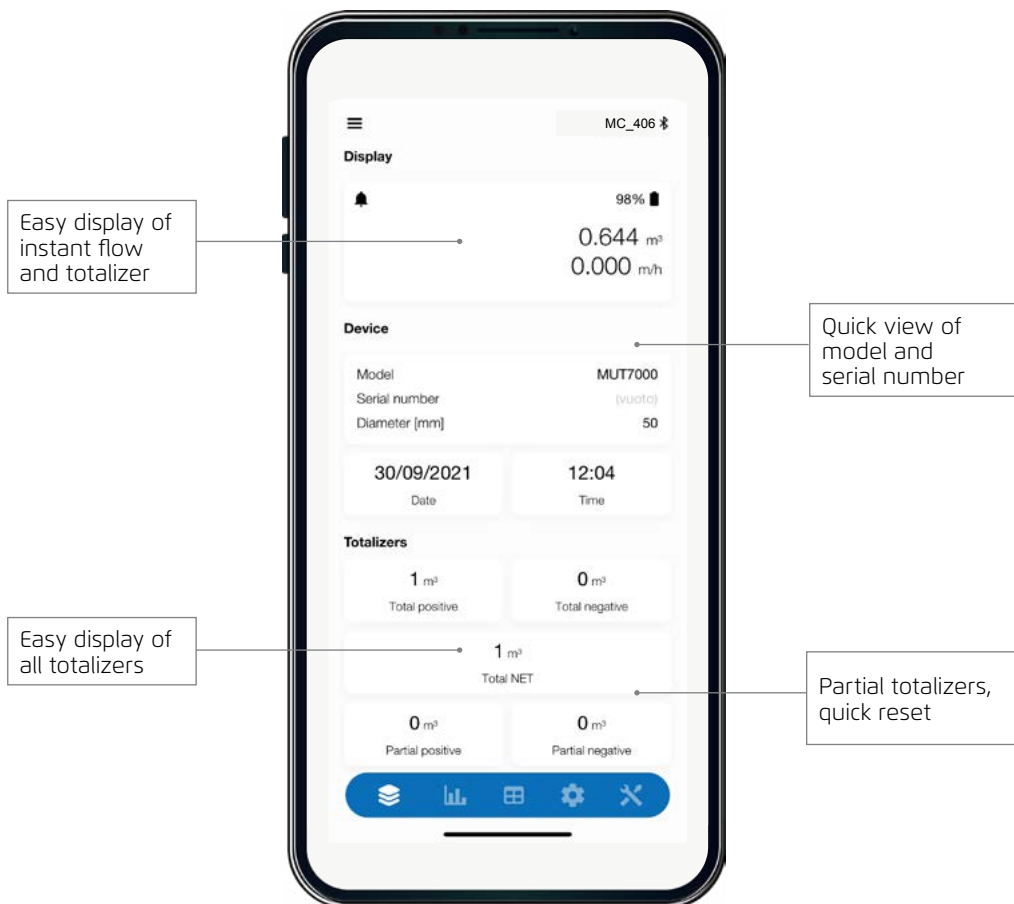 MC_406
Display
98%
0.644 m³
0.000 m/h
Easy display of
instant flow
and totalizer
Device
Quick view of
model and
serial number
Model MUT7000
Serial number (vuoto)
Diameter [mm] 50
30/09/2021 12:04
Date Time
Totalizers
1 m³ 0 m³
Total positive Total negative
Easy display of
all totalizers
1 m³
Total NET
Partial totalizers,
quick reset
0 m³ 0 m³
Partial positive Partial negative